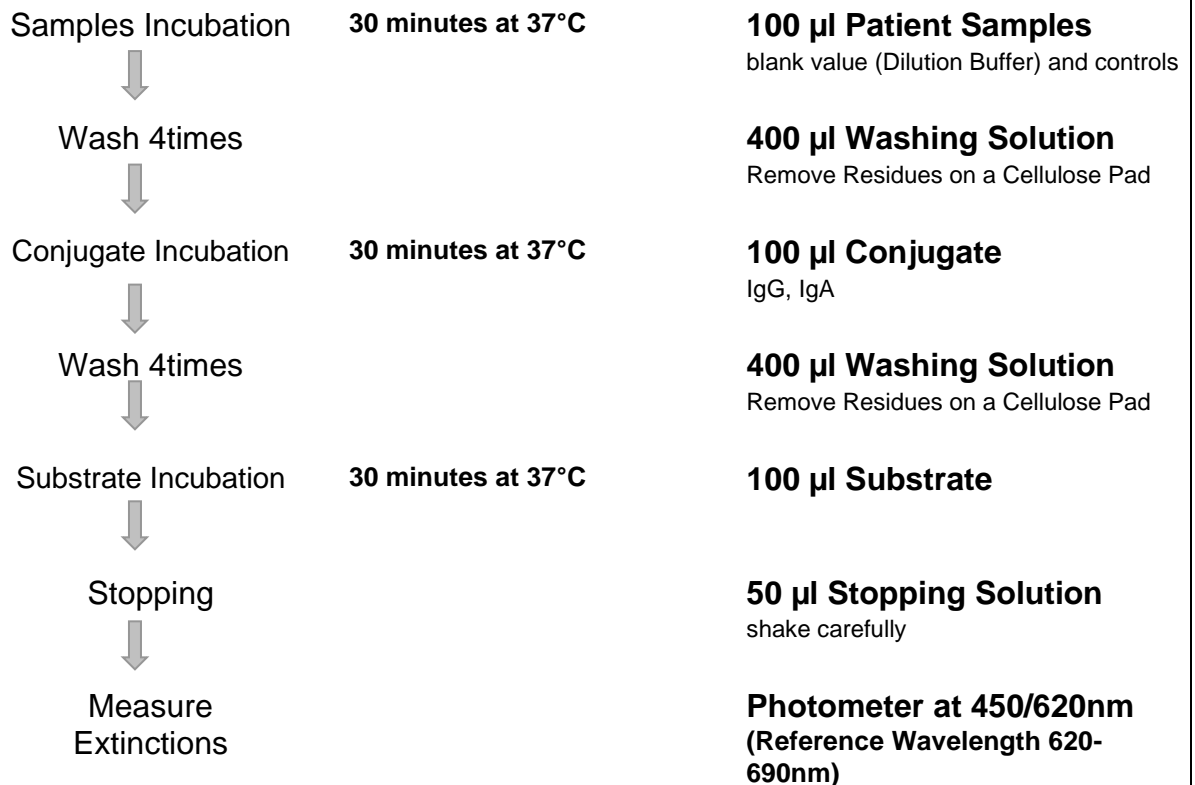 Samples Incubation 30 minutes at 37°C 100 µl Patient Samples
blank value (Dilution Buffer) and controls
Wash 4times 400 µl Washing Solution
Remove Residues on a Cellulose Pad
Conjugate Incubation 30 minutes at 37°C 100 µl Conjugate
IgG, IgA
Wash 4times 400 µl Washing Solution
Remove Residues on a Cellulose Pad
Substrate Incubation 30 minutes at 37°C 100 µl Substrate
Stopping 50 µl Stopping Solution
shake carefully
Measure Photometer at 450/620nm
Extinctions (Reference Wavelength 620-
690nm)